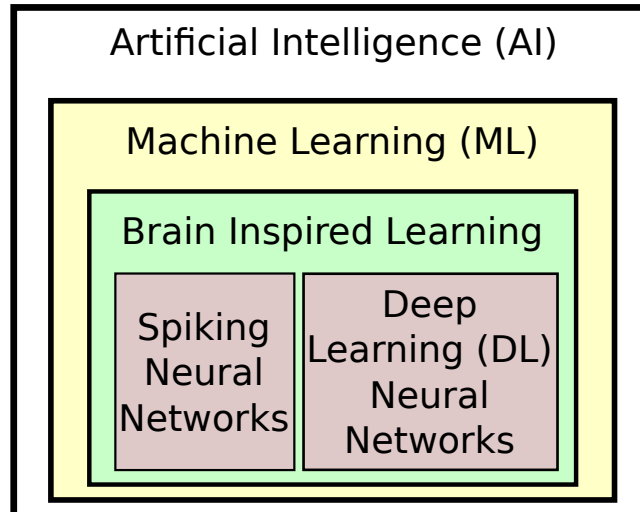 Artificial Intelligence (AI)
Machine Learning (ML)
Brain Inspired Learning
Spiking
Neural
Networks
Deep
Learning (DL)
Neural
Networks